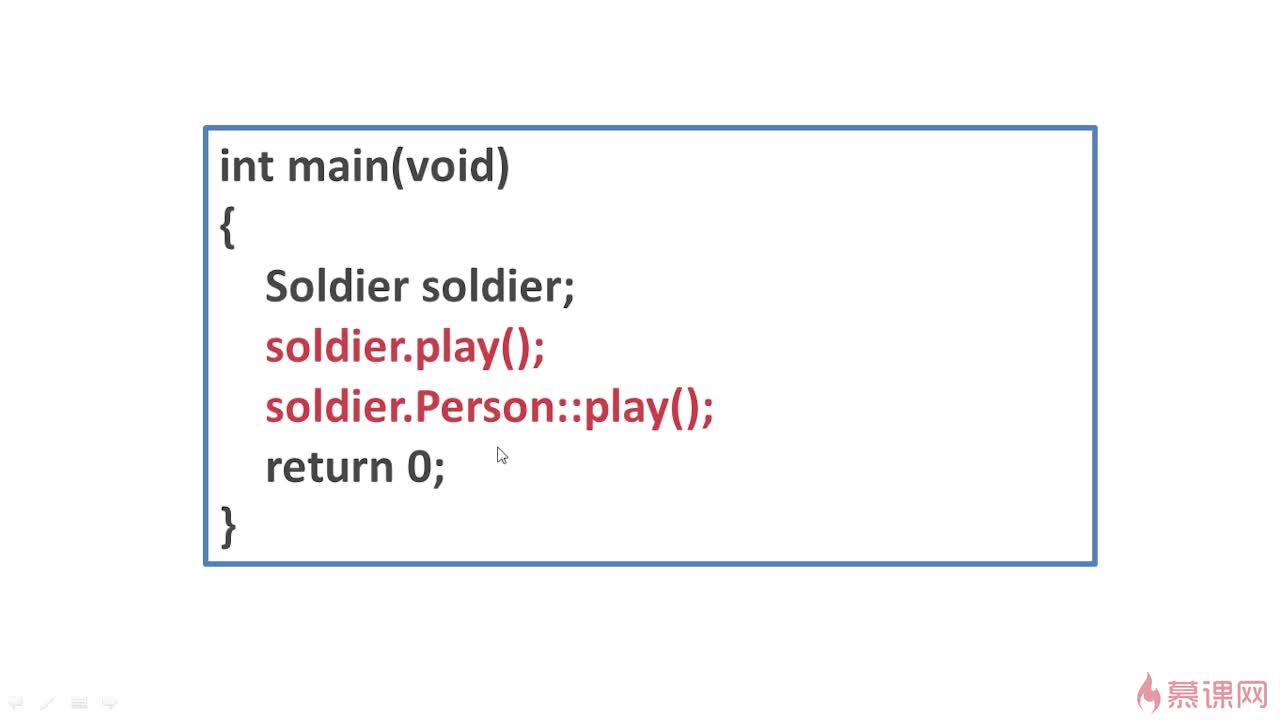 int main(void)
{
Soldier soldier;
soldier.play();
soldier.Person::play();
return 0;
}
慕课网